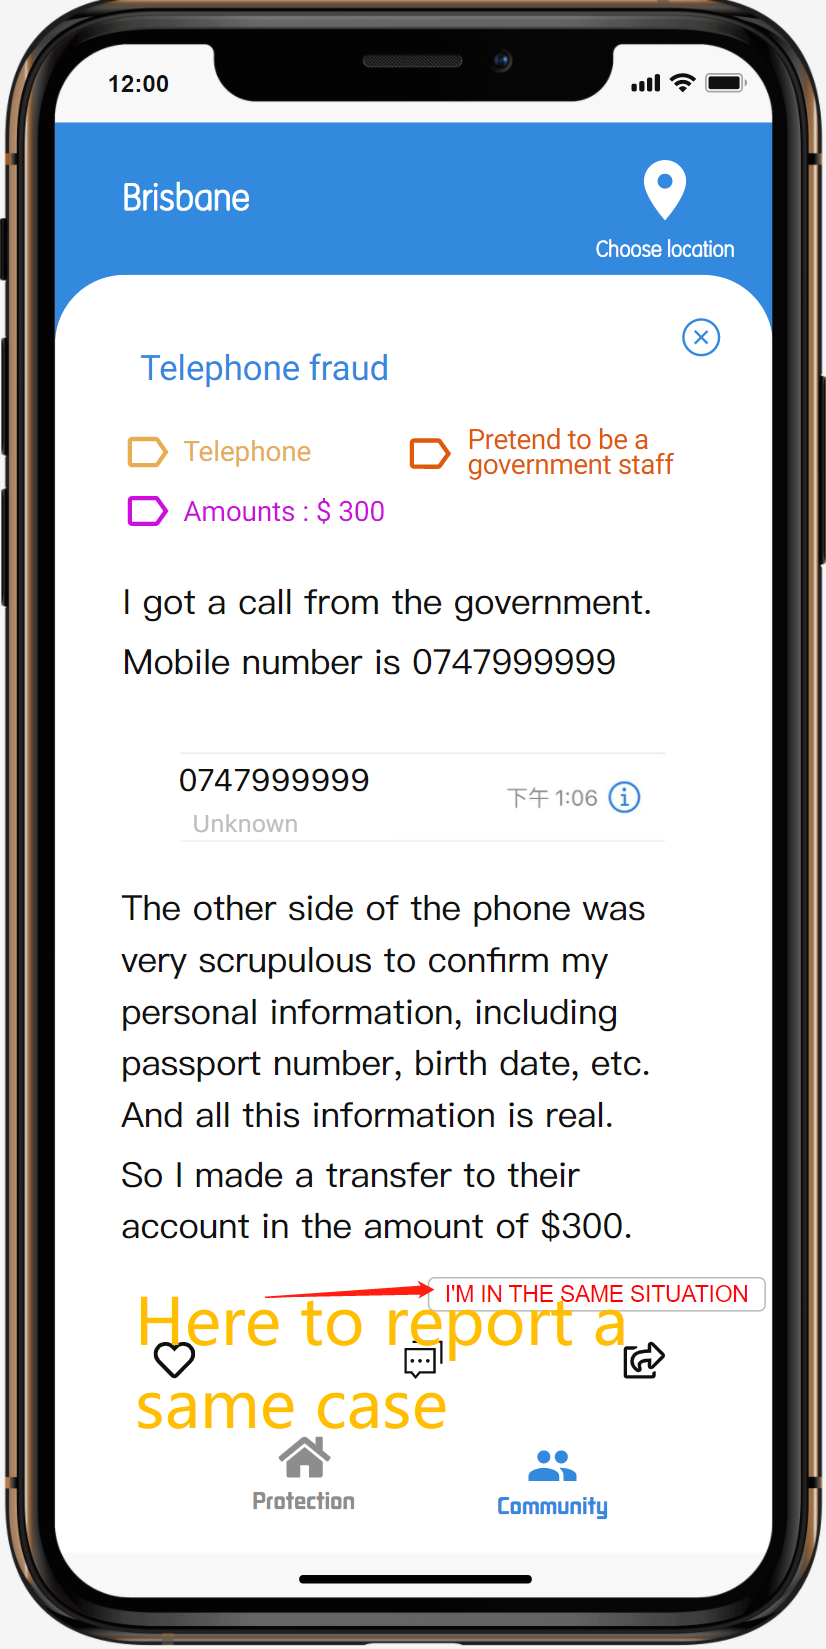 12:00
Brisbane
Choose location
Telephone fraud
Telephone
Pretend to be a
government staff
Amounts : $ 300
I got a call from the government.
Mobile number is 0747999999
0747999999
下午 1:06
Unknown
The other side of the phone was
very scrupulous to confirm my
personal information, including
passport number, birth date, etc.
And all this information is real.
So I made a transfer to their
account in the amount of $300.
I'M IN THE SAME SITUATION
Here to report a
same case
Protection
Community